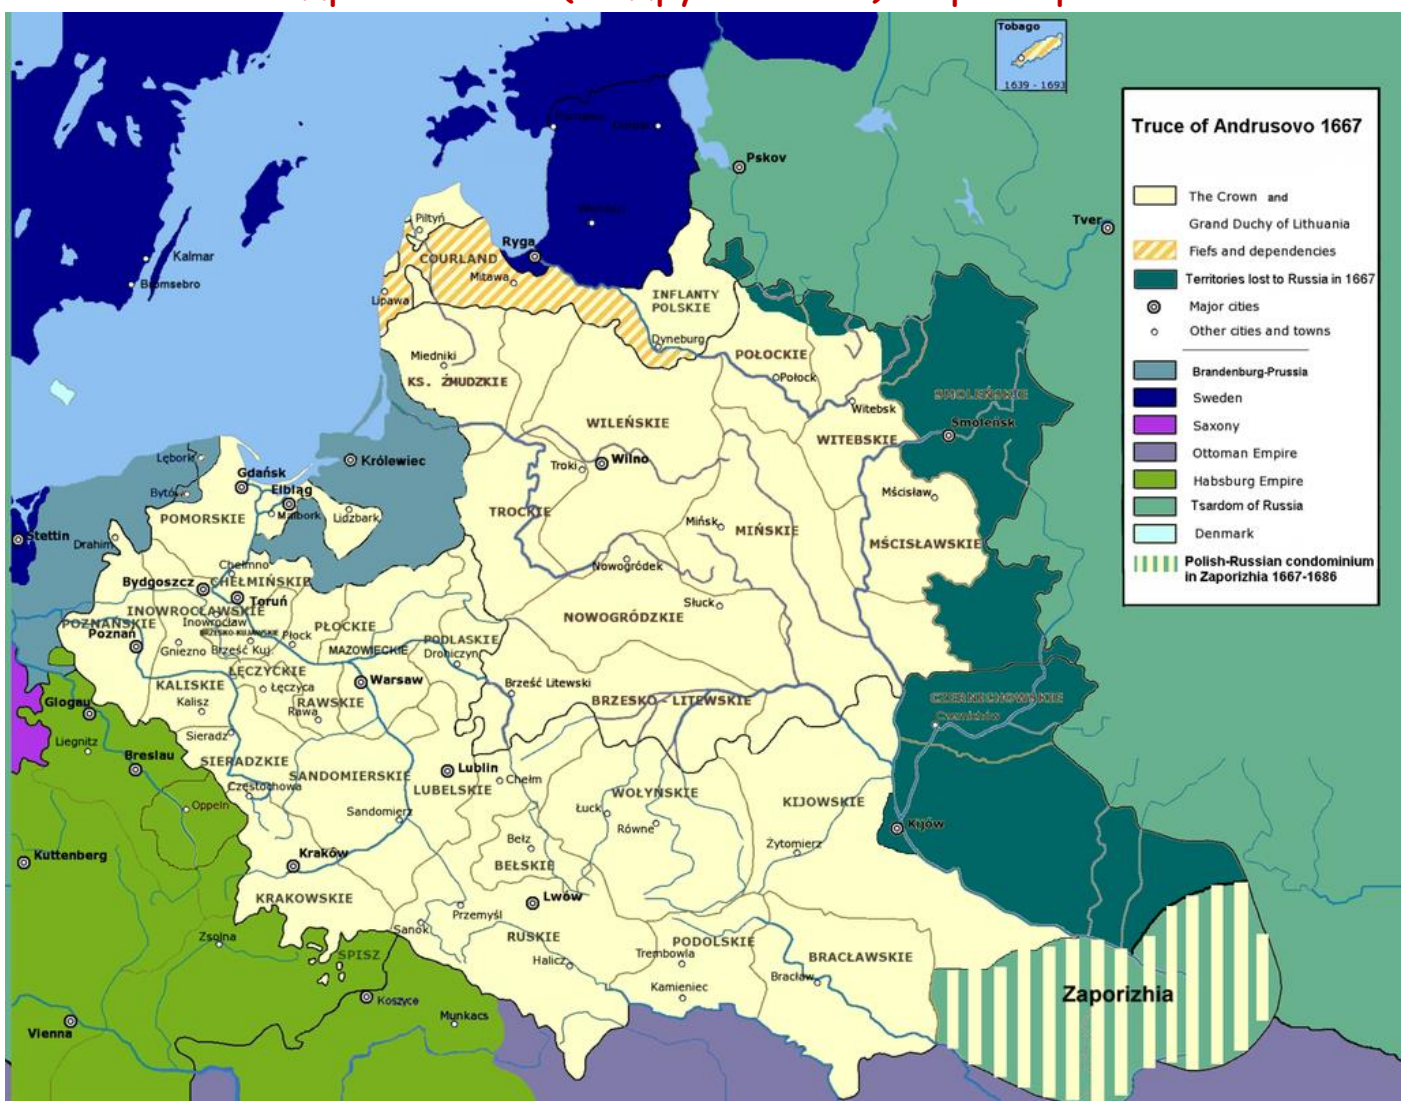 Tobago
1639 - 1693
Truce of Andrusovo 1667
The Crown and
Grand Duchy of Lithuania
Fiefs and dependencies
Territories lost to Russia in 1667
Major cities
Other cities and towns
Brandenburg-Prussia
Sweden
Saxony
Ottoman Empire
Habsburg Empire
Tsardom of Russia
Denmark
Polish-Russian condominium
in Zaporizhia 1667-1686
Pskov
Tver
Piltyń
Ryga
COURLAND
Mitawa
Lipawa
Kalmar
Bromsebro
INFLANTY
POLSKIE
Dyneburg
Miedniki
KS. ŻMUDZKIE
POŁOCKIE
Połock
Witebsk
SMOLEŃSKIE
Smoleńsk
WILEŃSKIE
WITEBSKIE
Troki
Wilno
Lębork
Królewiec
Gdańsk
Bytów
Elbląg
Malbork
Lidzbark
POMORSKIE
TROCKIE
Mińsk
MIŃSKIE
Mścisław
MŚCISŁAWSKIE
Stettin
Drahim
Chełmno
Nowogródek
Bydgoszcz
CHEŁMIŃSKIE
Toruń
INOWROCŁAWSKIE
Inowrocław
POZNAŃSKIE
Poznań
BRZESKO-KUJAWSKIE
Płock
PŁOCKIE
Gniezno
Brześć Kuj.
MAZOWIECKIE
PODLASKIE
Droniczyn
Słuck
NOWOGRÓDZKIE
ŁĘCZYCKIE
KALISKIE
Łęczyca
Warsaw
Brześć Litewski
BRZESKO - LITEWSKIE
CZERNICHOWSKIE
Czernichów
Kalisz
RAWSKIE
Rawa
Glogau
Liegnitz
Sieradz
Breslau
SIERADZKIE
SANDOMIERSKIE
Lublin
LUBELSKIE
Chełm
Częstochowa
Oppeln
Sandomierz
WOŁYŃSKIE
Łuck
Równe
KIJOWSKIE
Kijów
Żytomierz
Bełz
BEŁSKIE
Kuttenberg
Kraków
KRAKOWSKIE
Lwów
Przemyśl
Sanok
RUSKIE
Halicz
PODOLSKIE
Trembowla
Kamieniec
BRACŁAWSKIE
Bracław
Zsolna
SPISZ
Koszyce
Munkacs
Vienna
Zaporizhia